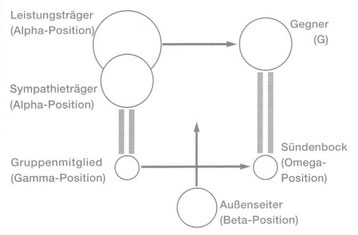 Leistungsträger
(Alpha-Position)
Gegner
(G)
Sympathieträger
(Alpha-Position)
Gruppenmitglied
(Gamma-Position)
Sündenbock
(Omega-
Position)
Außenseiter
(Beta-Position)